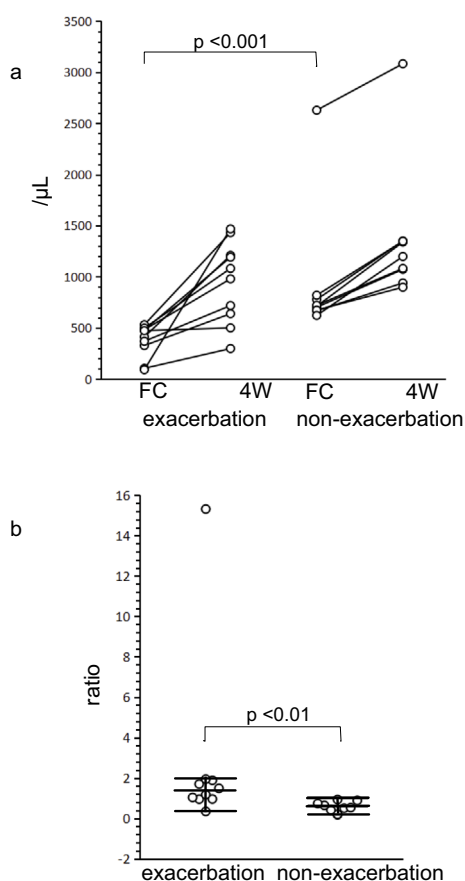 a
3500
3000
2500
2000
1500
1000
500
0
/µL
p <0.001
FC 4W FC 4W
exacerbation non-exacerbation
b
16
14
12
10
8
6
4
2
0
-2
ratio
p <0.01
exacerbation non-exacerbation